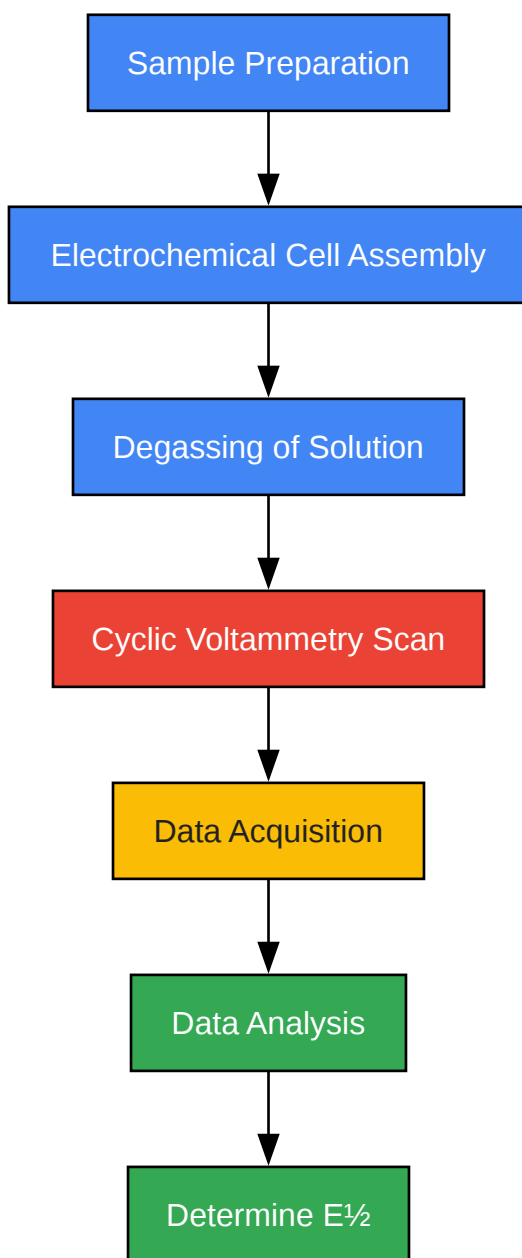 Sample Preparation
Electrochemical Cell Assembly
Degassing of Solution
Cyclic Voltammetry Scan
Data Acquisition
Data Analysis
Determine E½